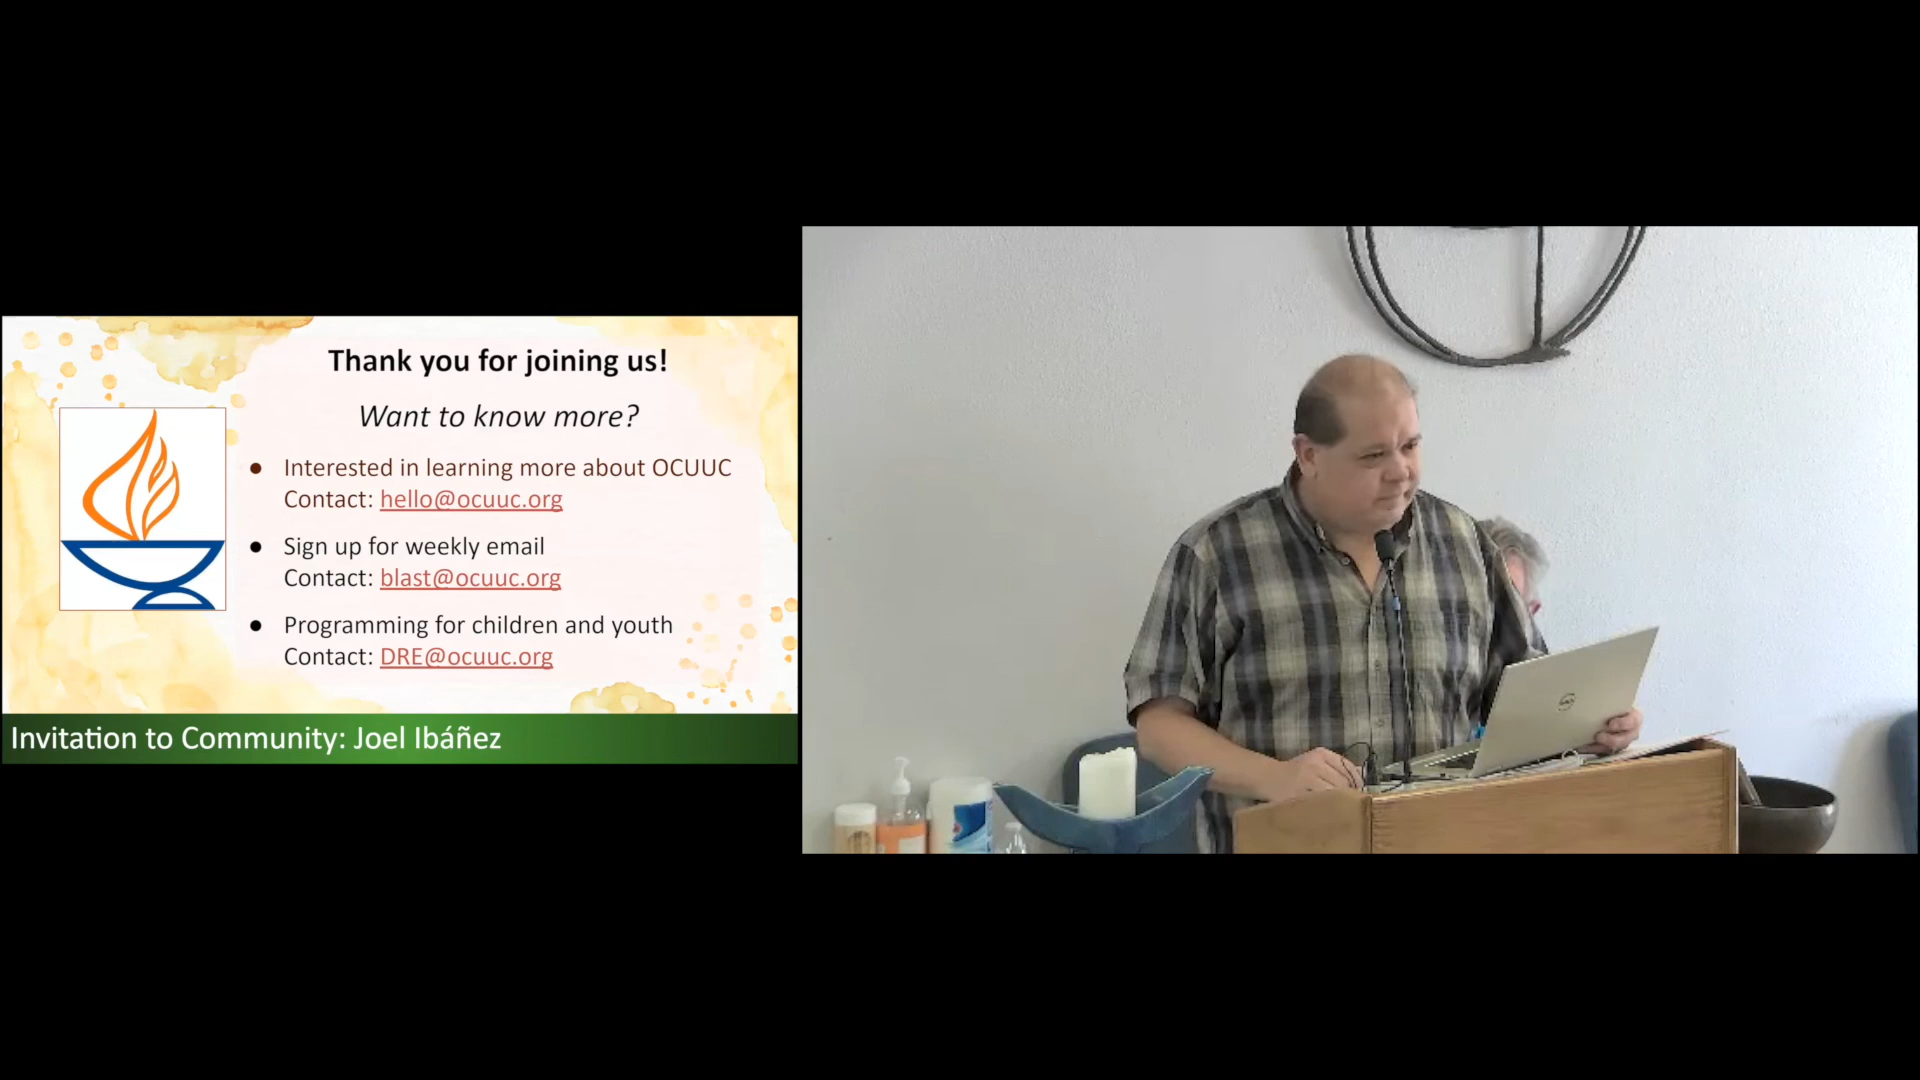 Thank you for joining us!
Want to know more?
● Interested in learning more about OCUUC
Contact: hello@ocuuc.org
● Sign up for weekly email
Contact: blast@ocuuc.org
● Programming for children and youth
Contact: DRE@ocuuc.org
Invitation to Community: Joel Ibáñez